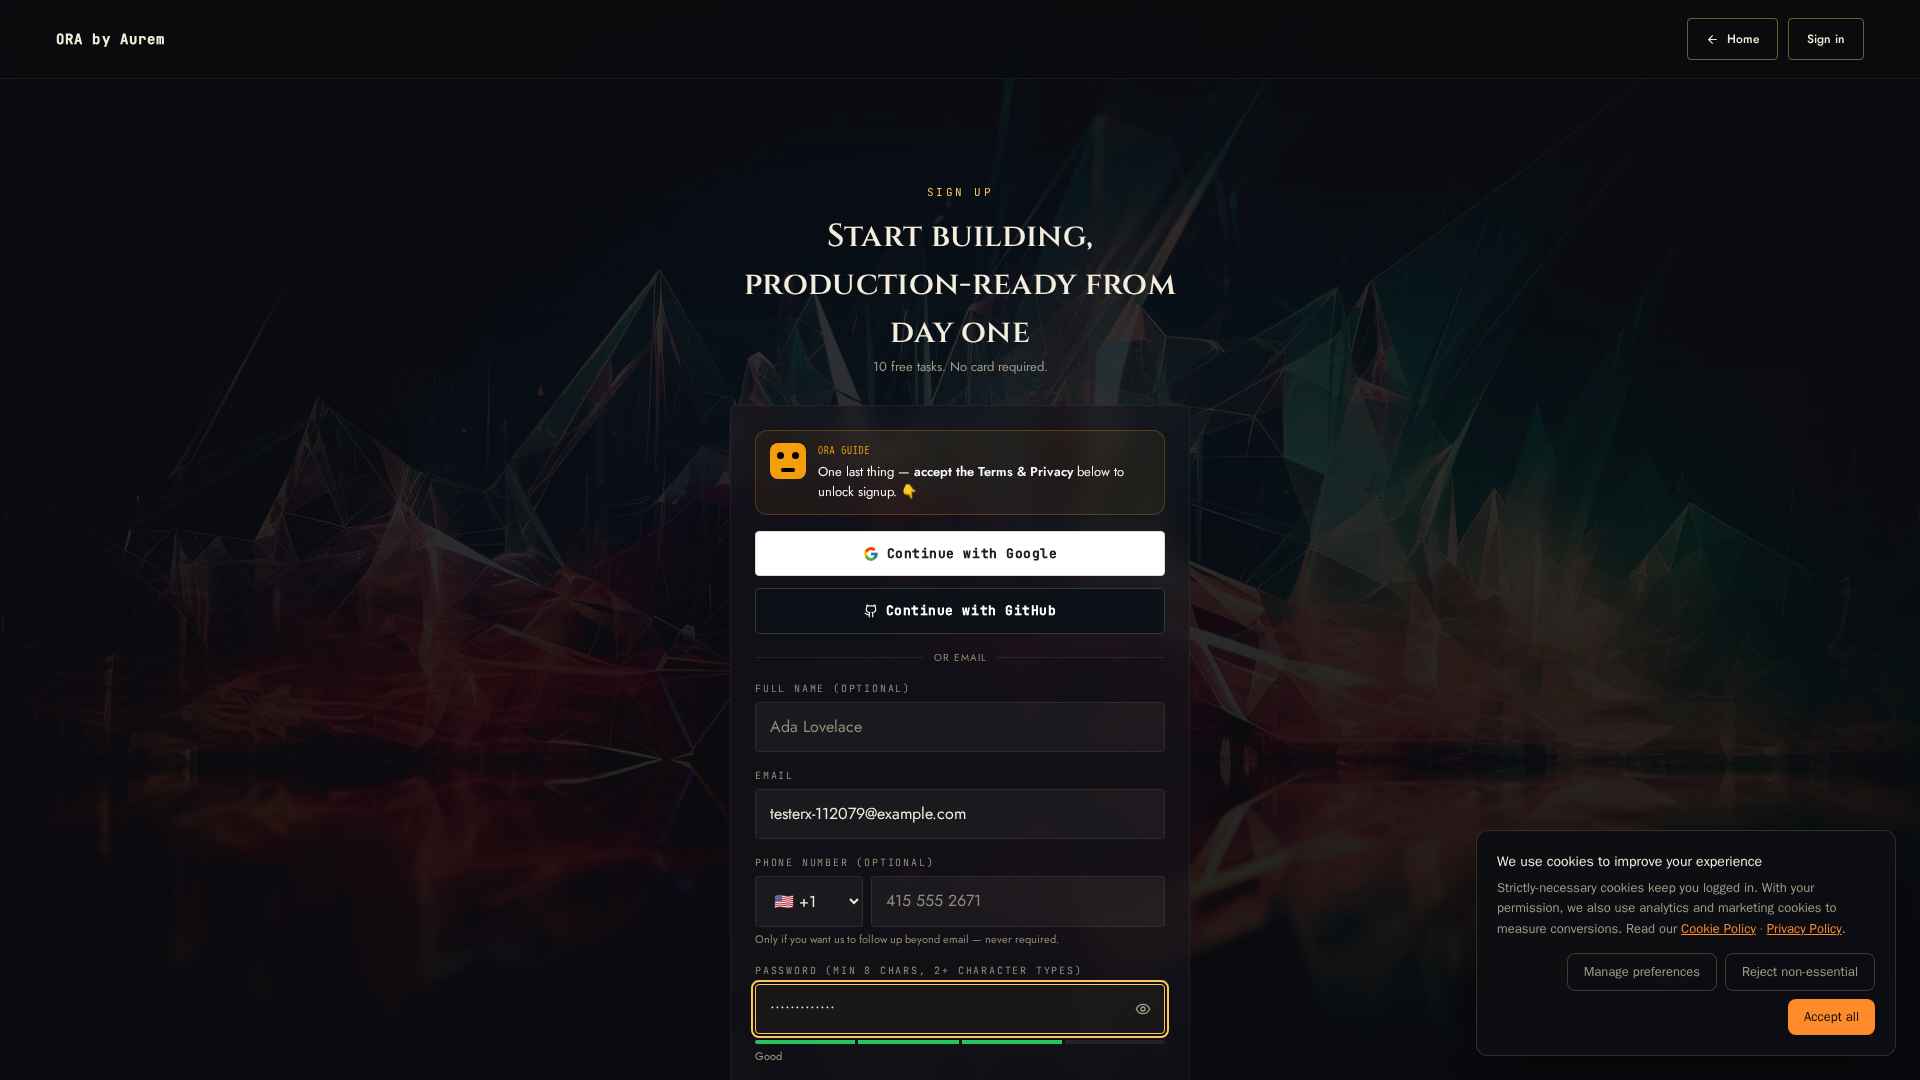 ORA by Aurem
← Home
Sign in
SIGN UP
START BUILDING,
PRODUCTION-READY FROM
DAY ONE
10 free tasks. No card required.
ORA GUIDE
One last thing — accept the Terms & Privacy below to
unlock signup. 👇
Continue with Google
Continue with GitHub
OR EMAIL
FULL NAME (OPTIONAL)
Ada Lovelace
EMAIL
testerx-112079@example.com
PHONE NUMBER (OPTIONAL)
🇺🇸 +1
415 555 2671
Only if you want us to follow up beyond email — never required.
PASSWORD (MIN 8 CHARS, 2+ CHARACTER TYPES)
·············
Good
We use cookies to improve your experience
Strictly-necessary cookies keep you logged in. With your
permission, we also use analytics and marketing cookies to
measure conversions. Read our Cookie Policy · Privacy Policy.
Manage preferences
Reject non-essential
Accept all